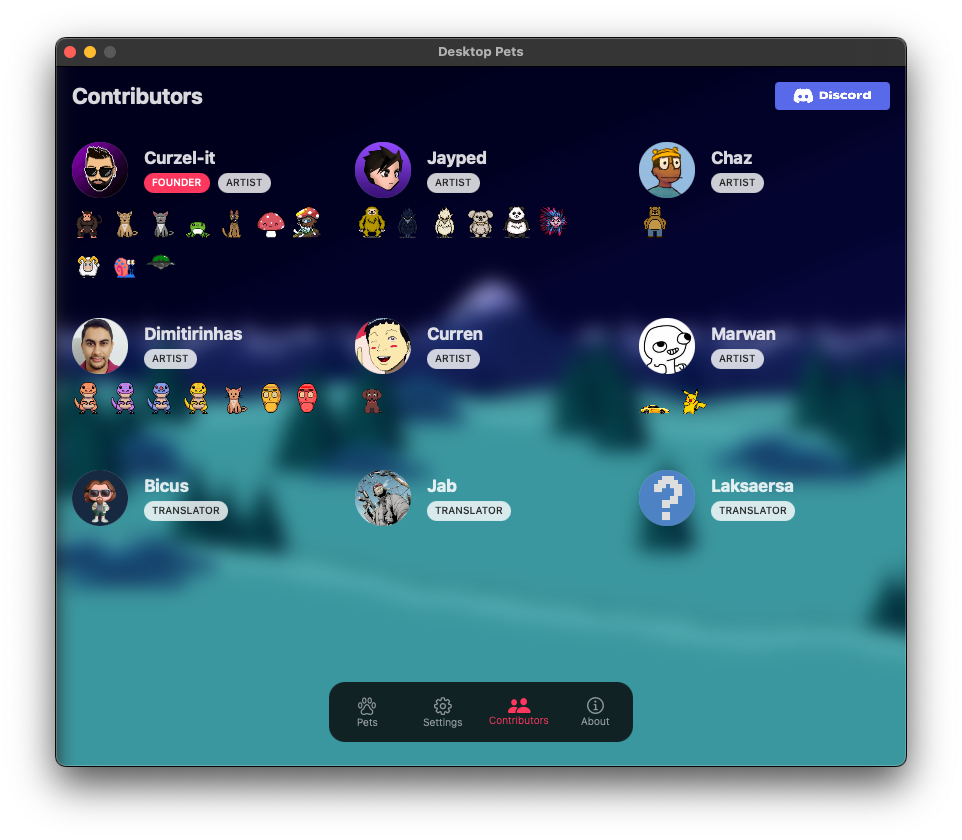 Desktop Pets
Contributors
Discord
Curzel-it
FOUNDER
ARTIST
Jayped
ARTIST
Chaz
ARTIST
Dimitirinhas
ARTIST
Curren
ARTIST
Marwan
ARTIST
Bicus
TRANSLATOR
Jab
TRANSLATOR
Laksaersa
TRANSLATOR
Pets
Settings
Contributors
About